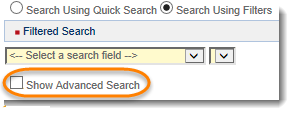 Search Using Quick Search Search Using Filters
Filtered Search
<-- Select a search field -->
Show Advanced Search